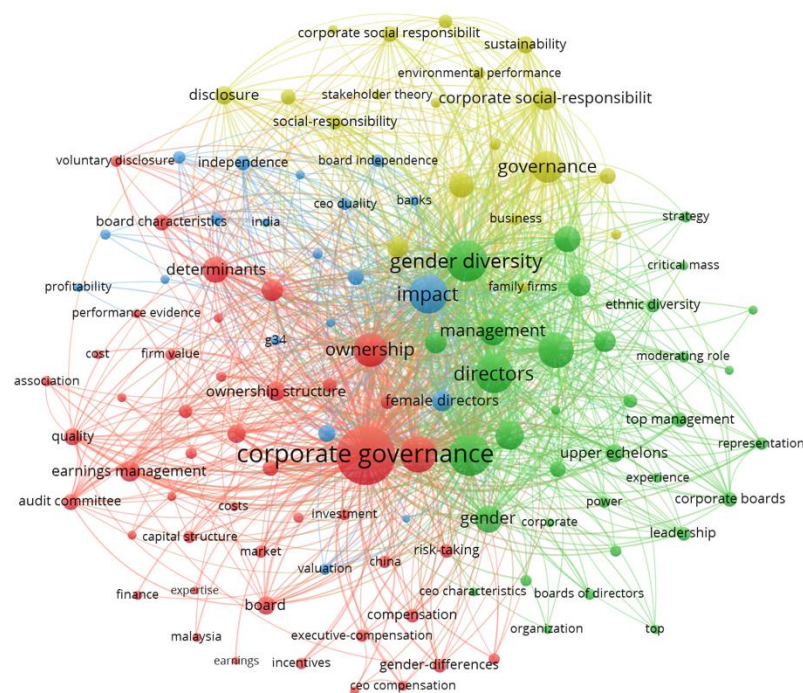 corporate social responsibilit
sustainability
environmental performance
disclosure
stakeholder theory
corporate social-responsibilit
social-responsibility
voluntary disclosure
independence
board independence
governance
ceo duality
banks
board characteristics
india
business
strategy
gender diversity
critical mass
determinants
profitability
impact
family firms
ethnic diversity
performance evidence
management
g34
ownership
cost
firm value
moderating role
association
directors
ownership structure
female directors
top management
quality
representation
corporate governance
upper echelons
earnings management
experience
audit committee
corporate boards
costs
investment
power
gender
corporate
capital structure
leadership
market
risk-taking
china
valuation
finance
expertise
ceo characteristics
boards of directors
board
compensation
malaysia
executive-compensation
organization
top
earnings
incentives
gender-differences
ceo compensation